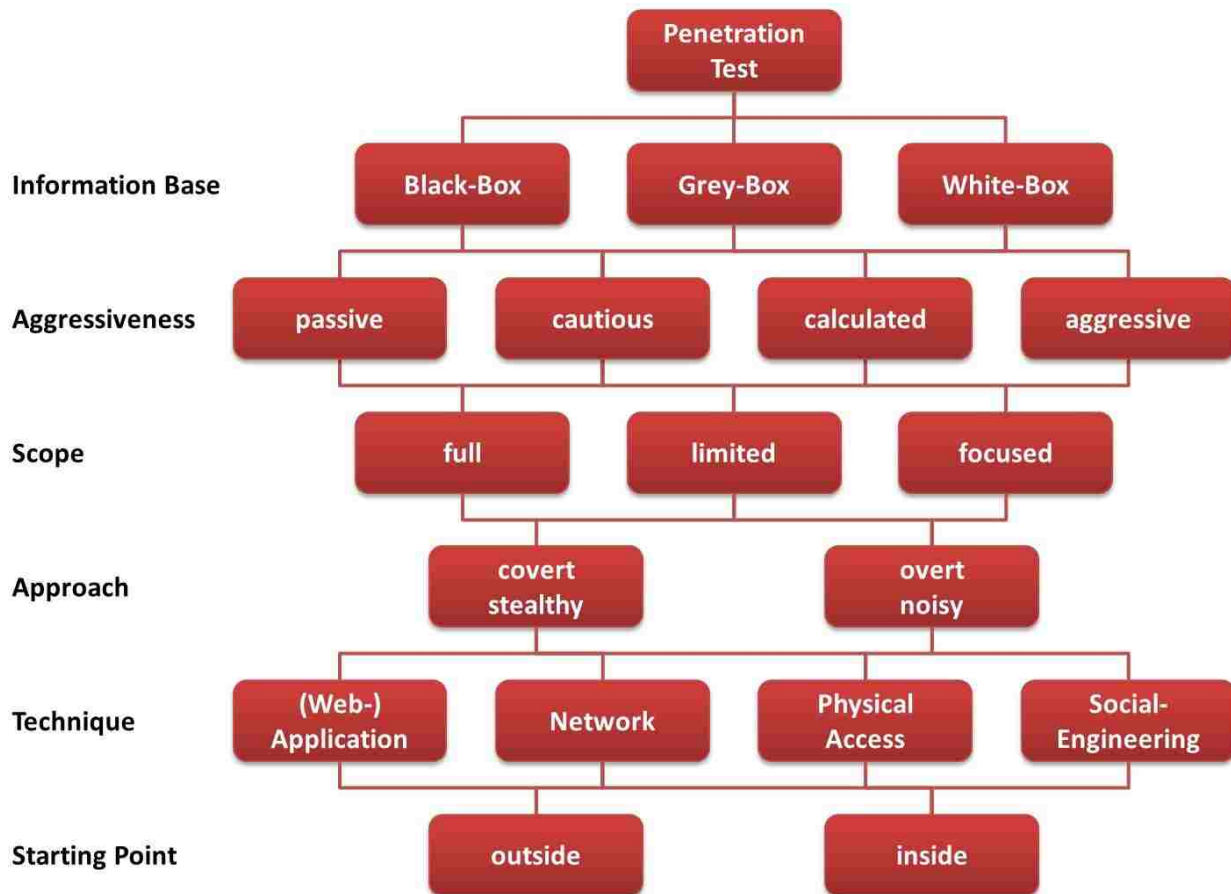 Penetration
Test
Information Base
Black-Box
Grey-Box
White-Box
Aggressiveness
passive
cautious
calculated
aggressive
Scope
full
limited
focused
Approach
covert
stealthy
overt
noisy
Technique
(Web-)
Application
Network
Physical
Access
Social-
Engineering
Starting Point
outside
inside